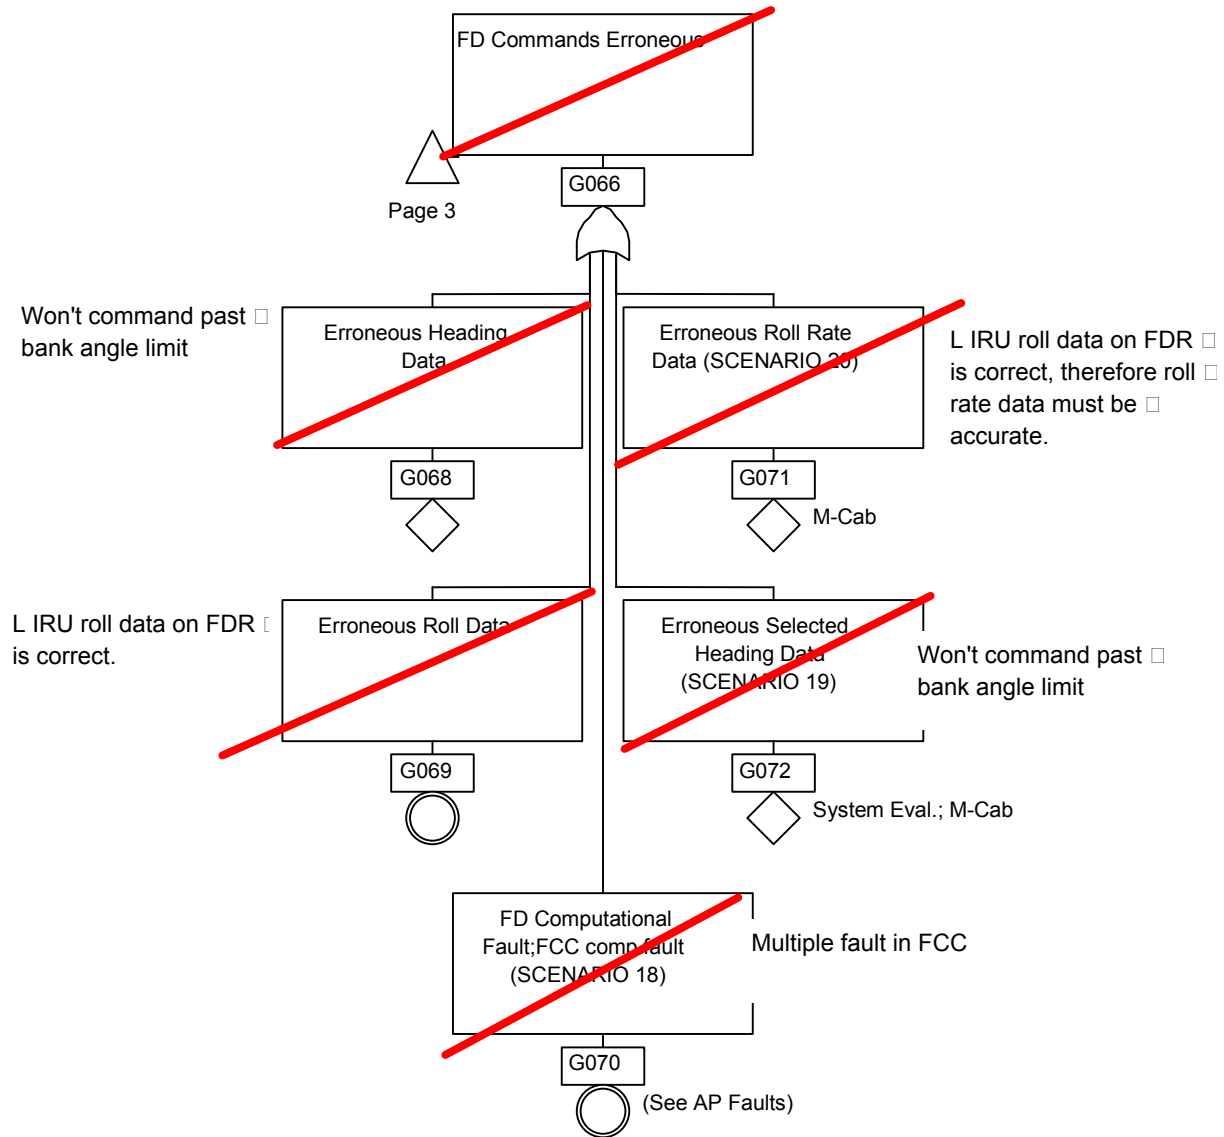 FD Commands Erroneous
Page 3
G066
Won't command past
bank angle limit
Erroneous Heading
Data
G068
Erroneous Roll Rate
Data (SCENARIO 20)
G071
M-Cab
L IRU roll data on FDR
is correct, therefore roll
rate data must be
accurate.
L IRU roll data on FDR
is correct.
Erroneous Roll Data
G069
Erroneous Selected
Heading Data
(SCENARIO 19)
G072
System Eval.; M-Cab
Won't command past
bank angle limit
FD Computational
Fault;FCC comp fault
(SCENARIO 18)
Multiple fault in FCC
G070
(See AP Faults)